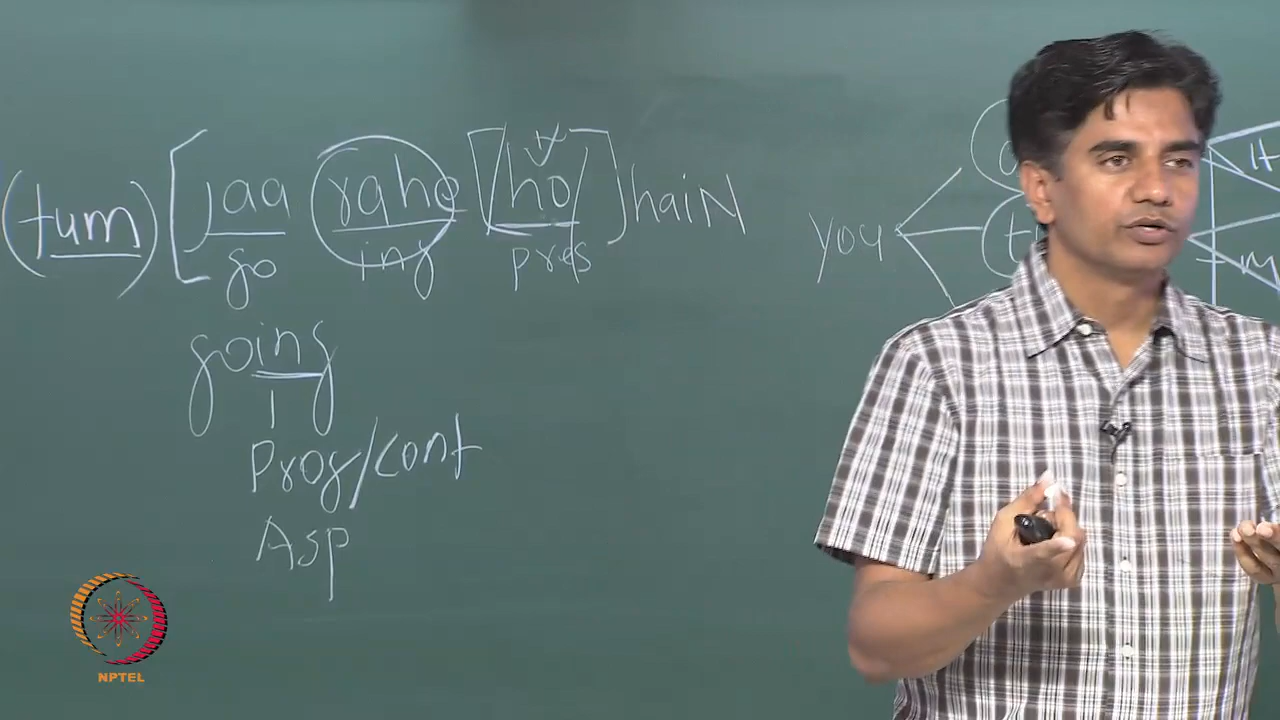 (tum) [jaa rahe [ho] ] haiN
go ing pres
going
Prog/cont
Asp
you
NPTEL